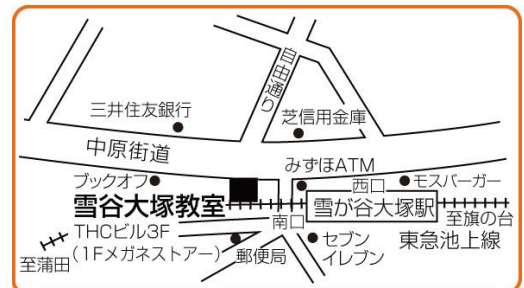 自由通り
三井住友銀行
芝信用金庫
中原街道
みずほATM
ブックオフ
西口
モスバーガー
雪谷大塚教室
雪が谷大塚駅
南口
至旗の台
THCビル3F
セブン
イレブン
東急池上線
(1Fメガネストアー)
郵便局
至蒲田